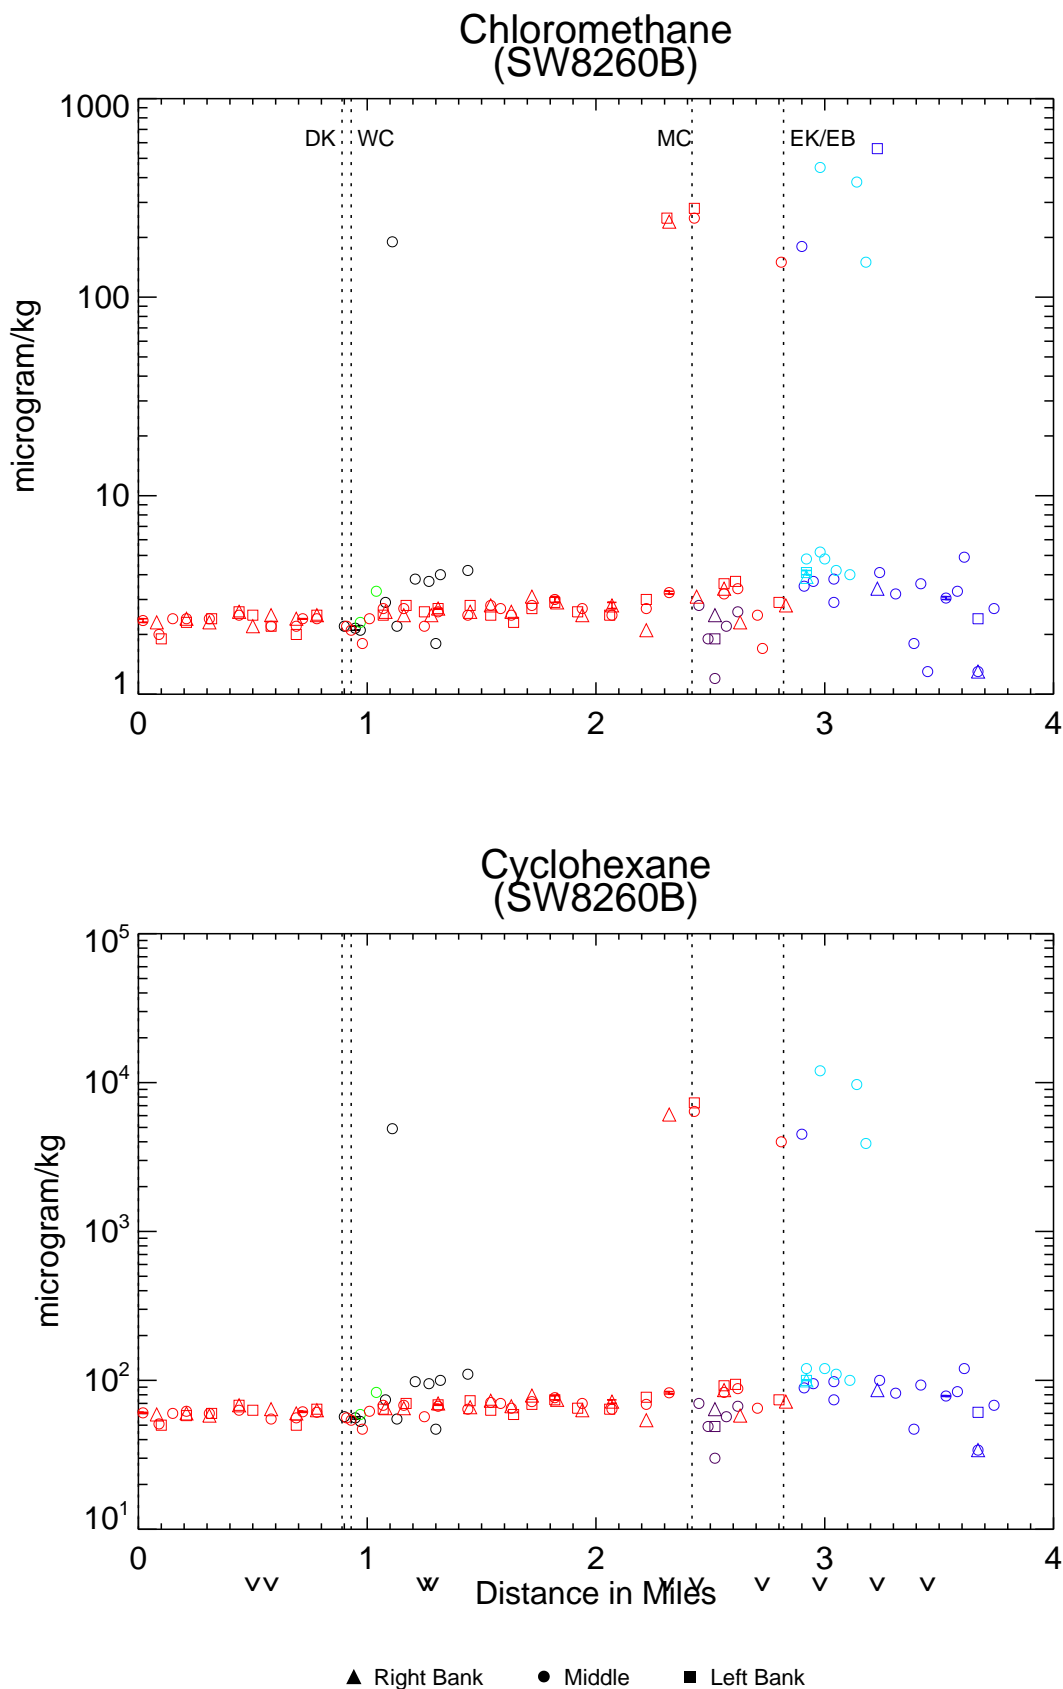 Chloromethane
(SW8260B)
1000
DK WC MC EK/EB
100
microgram/kg
10
1
0 1 2 3 4
Cyclohexane
(SW8260B)
10^5
10^4
10^3
microgram/kg
10^2
10^1
0 1 2 3 4
Distance in Miles
Right Bank Middle Left Bank